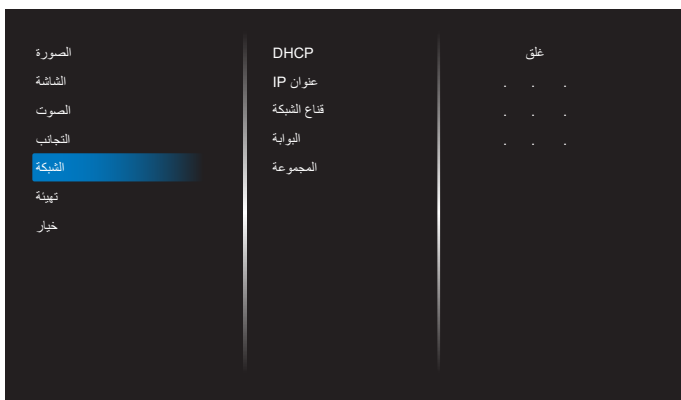 الصورة
الشاشة
الصوت
التجانب
الشبكة
تهيئة
خيار
DHCP
عنوان IP
قناع الشبكة
البوابة
المجموعة
غلق
. . .
. . .
. . .